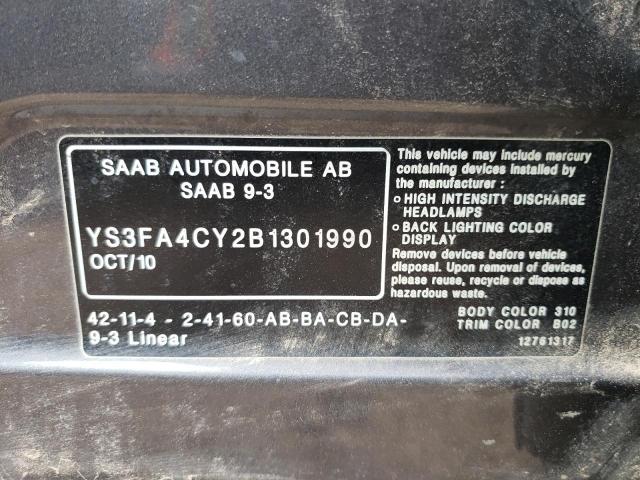 SAAB AUTOMOBILE AB
SAAB 9-3
YS3FA4CY2B1301990
OCT/10
42-11-4 - 2-41-60-AB-BA-CB-DA-
9-3 Linear
This vehicle may include mercury
containing devices installed by
the manufacturer :
o HIGH INTENSITY DISCHARGE
HEADLAMPS
o BACK LIGHTING COLOR
DISPLAY
Remove devices before vehicle
disposal. Upon removal of devices,
please reuse, recycle or dispose as
hazardous waste.
BODY COLOR 310
TRIM COLOR B02
12761317